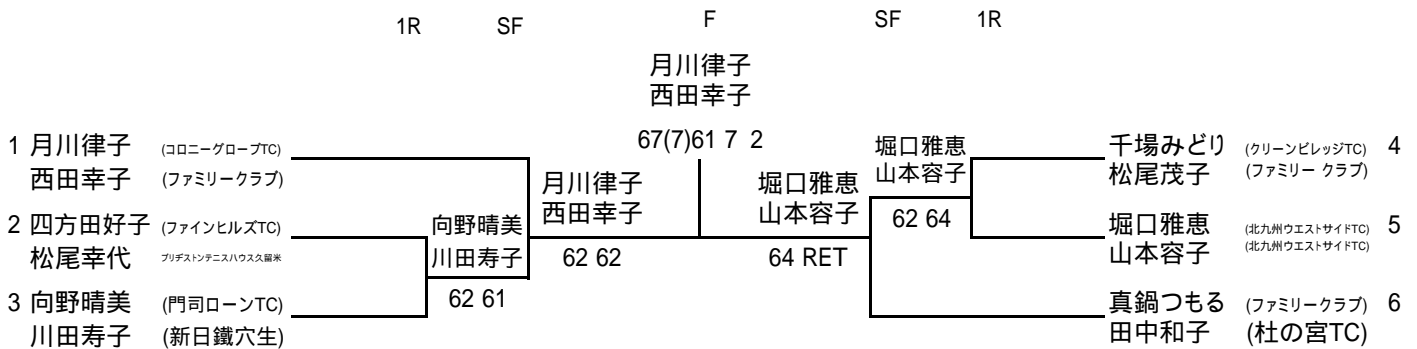 1R SF F SF 1R
月川律子
西田幸子
67(7)61 7 2
1 月川律子 (コロニーグローブTC)
西田幸子 (ファミリークラブ)
2 四方田好子 (ファインヒルズTC)
松尾幸代 ブリヂストンテニスハウス久留米
3 向野晴美 (門司ローンTC)
川田寿子 (新日鐵穴生)
向野晴美
川田寿子
62 61
月川律子
西田幸子
62 62
堀口雅恵
山本容子
64 RET
堀口雅恵
山本容子
62 64
千場みどり (クリーンビレッジTC) 4
松尾茂子 (ファミリー クラブ)
堀口雅恵 (北九州ウエストサイドTC) 5
山本容子 (北九州ウエストサイドTC)
真鍋つもる (ファミリークラブ) 6
田中和子 (杜の宮TC)